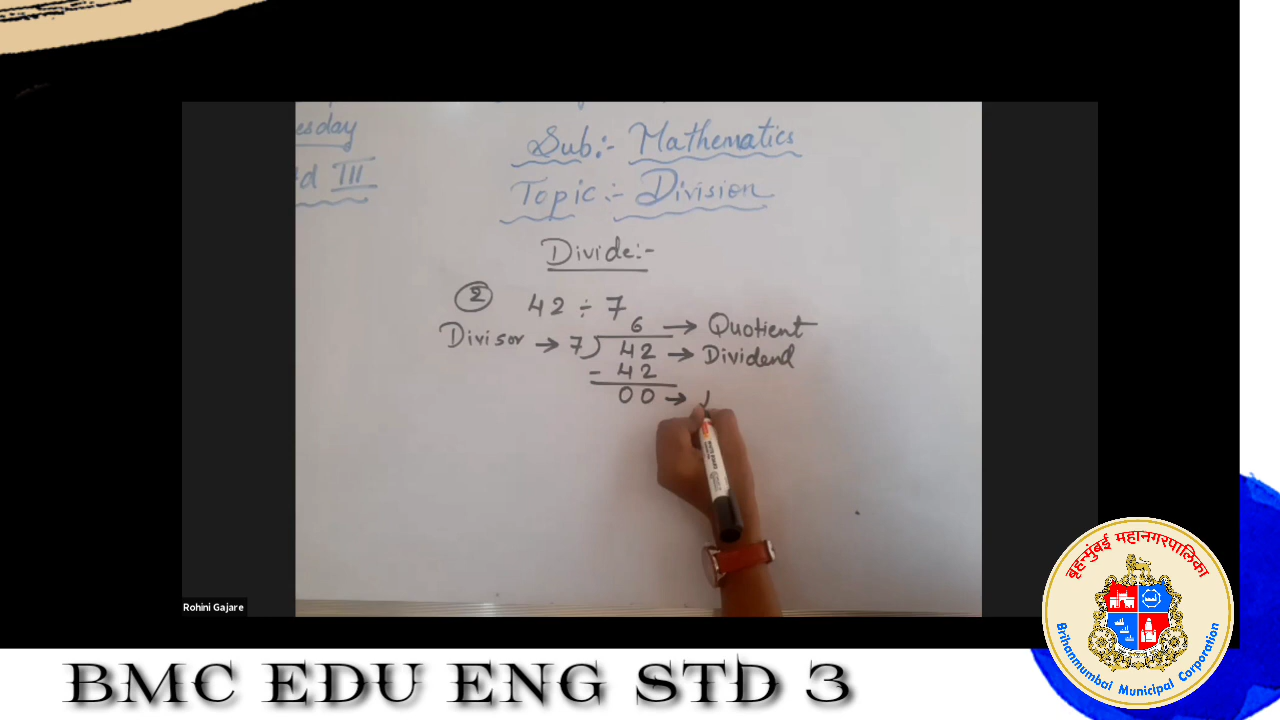 esday
d III
Sub:- Mathematics
Topic:- Division
Divide:-
② 42 ÷ 7
6 → Quotient
Divisor → 7) 42 → Dividend
- 42
00 →
Rohini Gajare
बृहन्मुंबई महानगरपालिका
Brihanmumbai Municipal Corporation
BMC EDU ENG STD 3